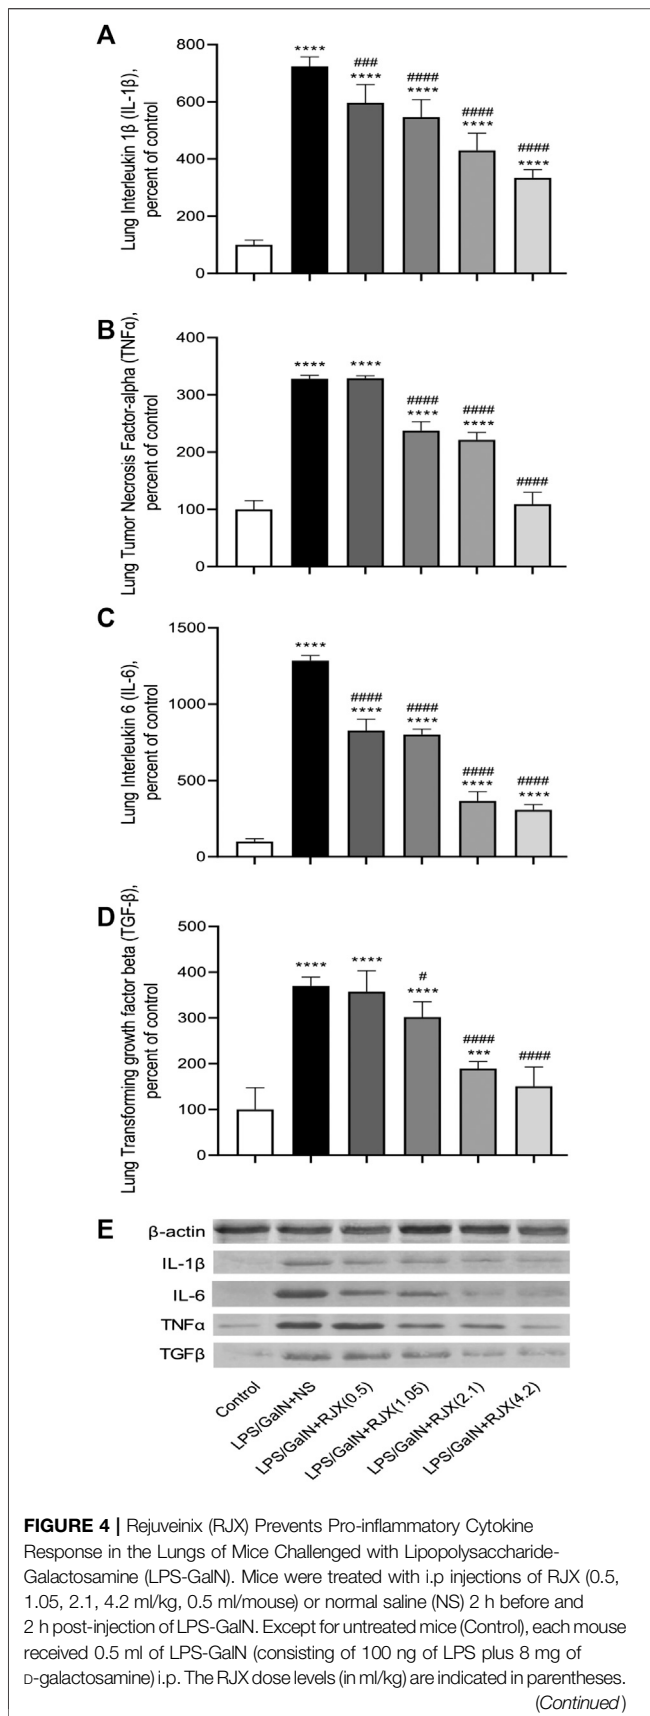 A
Lung Interleukin 1β (IL-1β),
percent of control
800
600
400
200
0
****
###
****
####
****
####
****
####
****
B
Lung Tumor Necrosis Factor-alpha (TNFα),
percent of control
400
300
200
100
0
****
****
####
****
####
****
####
C
Lung Interleukin 6 (IL-6),
percent of control
1500
1000
500
0
****
####
****
####
****
####
****
####
****
D
Lung Transforming growth factor beta (TGF-β),
percent of control
500
400
300
200
100
0
****
****
#
****
####
***
####
E
β-actin
IL-1β
IL-6
TNFα
TGFβ
Control
LPS/GalN+NS
LPS/GalN+RJX(0.5)
LPS/GalN+RJX(1.05)
LPS/GalN+RJX(2.1)
LPS/GalN+RJX(4.2)
FIGURE 4 | Rejuveinix (RJX) Prevents Pro-inflammatory Cytokine
Response in the Lungs of Mice Challenged with Lipopolysaccharide-
Galactosamine (LPS-GalN). Mice were treated with i.p injections of RJX (0.5,
1.05, 2.1, 4.2 ml/kg, 0.5 ml/mouse) or normal saline (NS) 2 h before and
2 h post-injection of LPS-GalN. Except for untreated mice (Control), each mouse
received 0.5 ml of LPS-GalN (consisting of 100 ng of LPS plus 8 mg of
D-galactosamine) i.p. The RJX dose levels (in ml/kg) are indicated in parentheses.
(Continued)